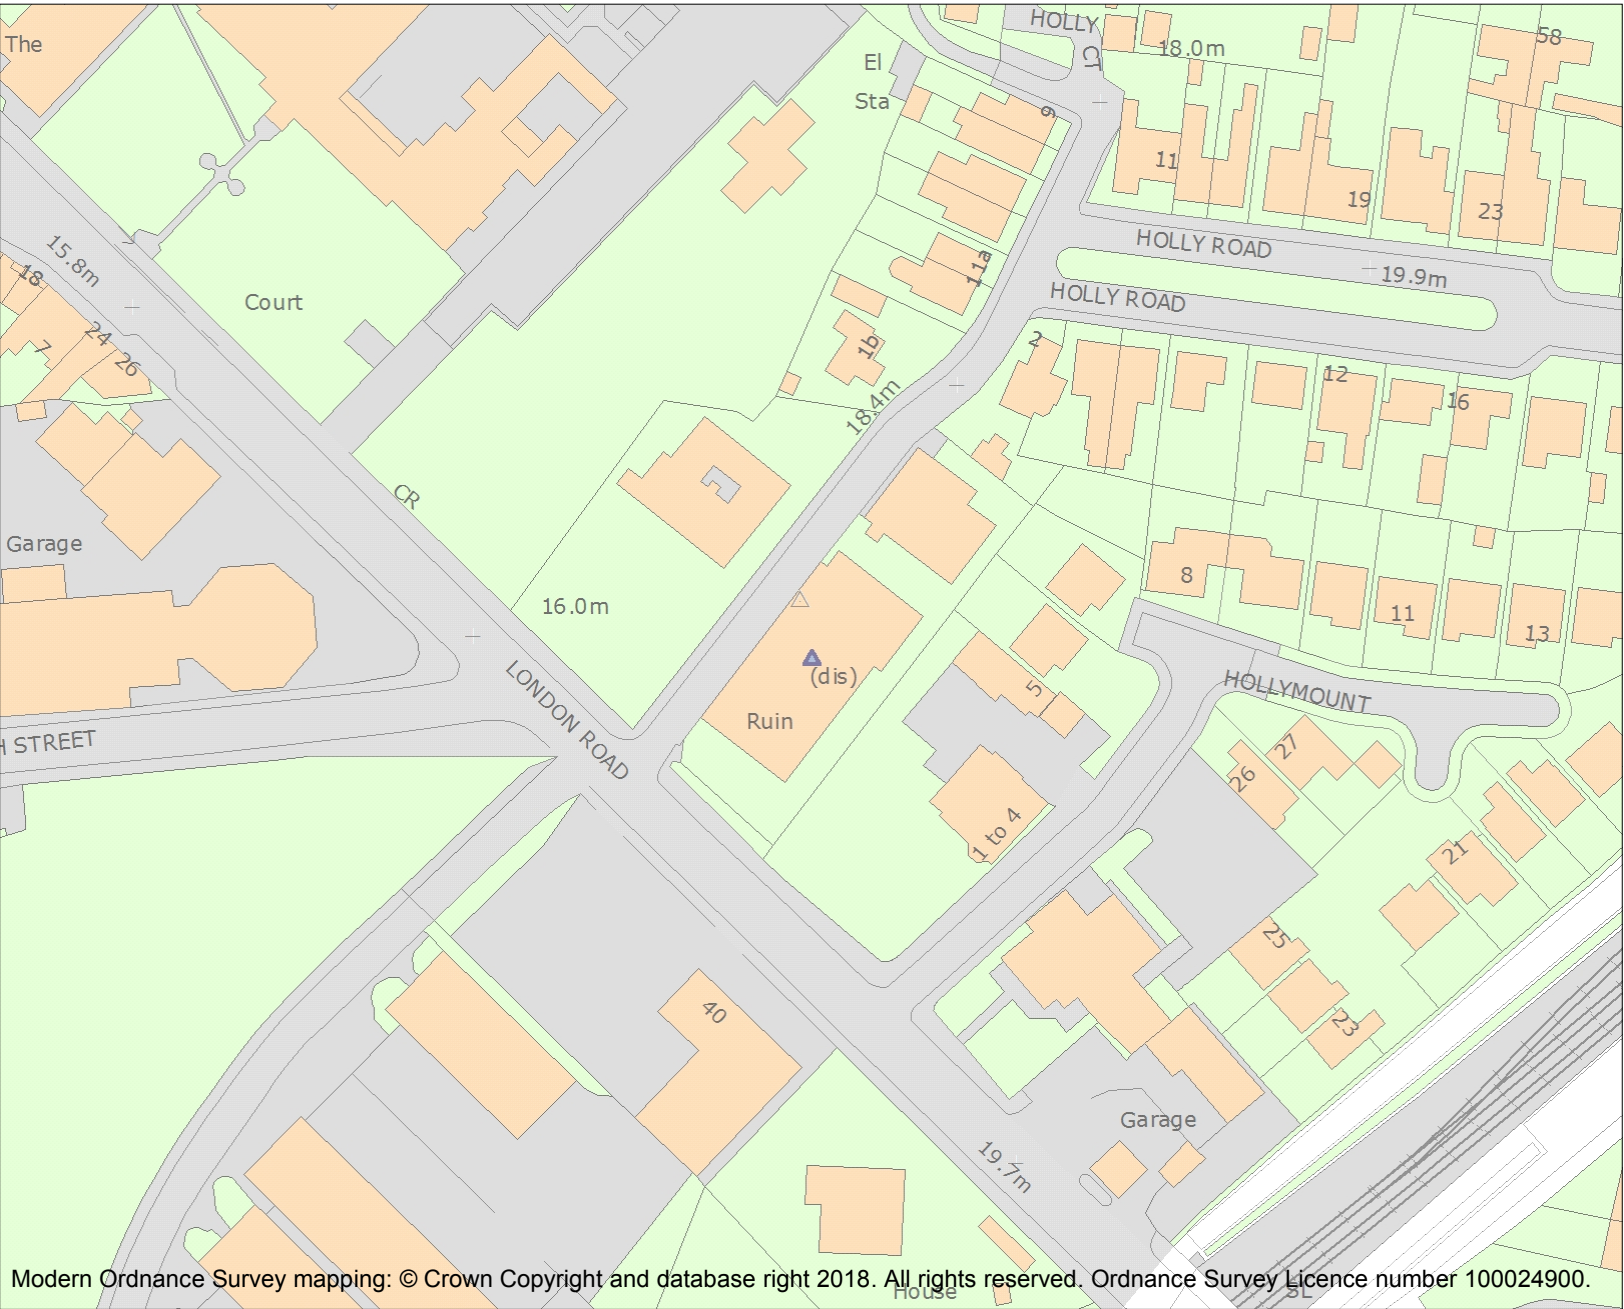 The
El
Sta
HOLLY
CT
18.0m
58
9
11
19
23
15.8m
18
7
24
26
Court
11a
HOLLY ROAD
19.9m
HOLLY ROAD
1b
2
12
16
18.4m
CR
Garage
8
11
13
16.0m
(dis)
Ruin
5
HOLLYMOUNT
LONDON ROAD
H STREET
27
26
1 to 4
21
25
23
40
Garage
19.7m
House
SL
Modern Ordnance Survey mapping: © Crown Copyright and database right 2018. All rights reserved. Ordnance Survey Licence number 100024900.